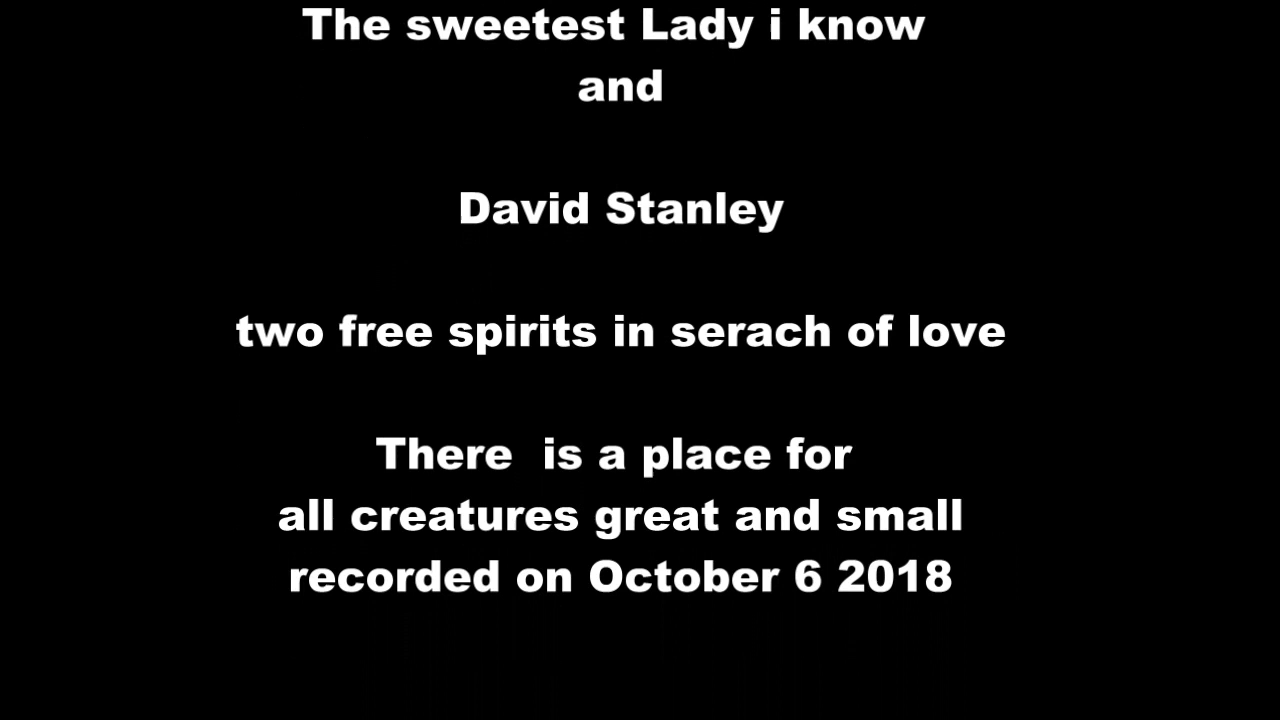 The sweetest Lady i know
and
David Stanley
two free spirits in serach of love
There  is a place for
all creatures great and small
recorded on October 6 2018